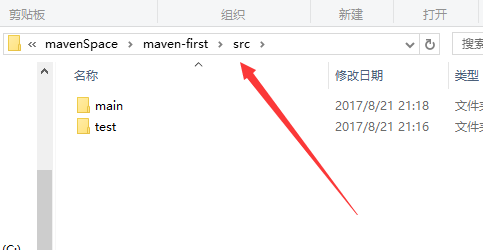 剪贴板 组织 新建 打开
« mavenSpace › maven-first › src › 搜索
名称 修改日期 类型
main 2017/8/21 21:18 文件夹
test 2017/8/21 21:16 文件夹